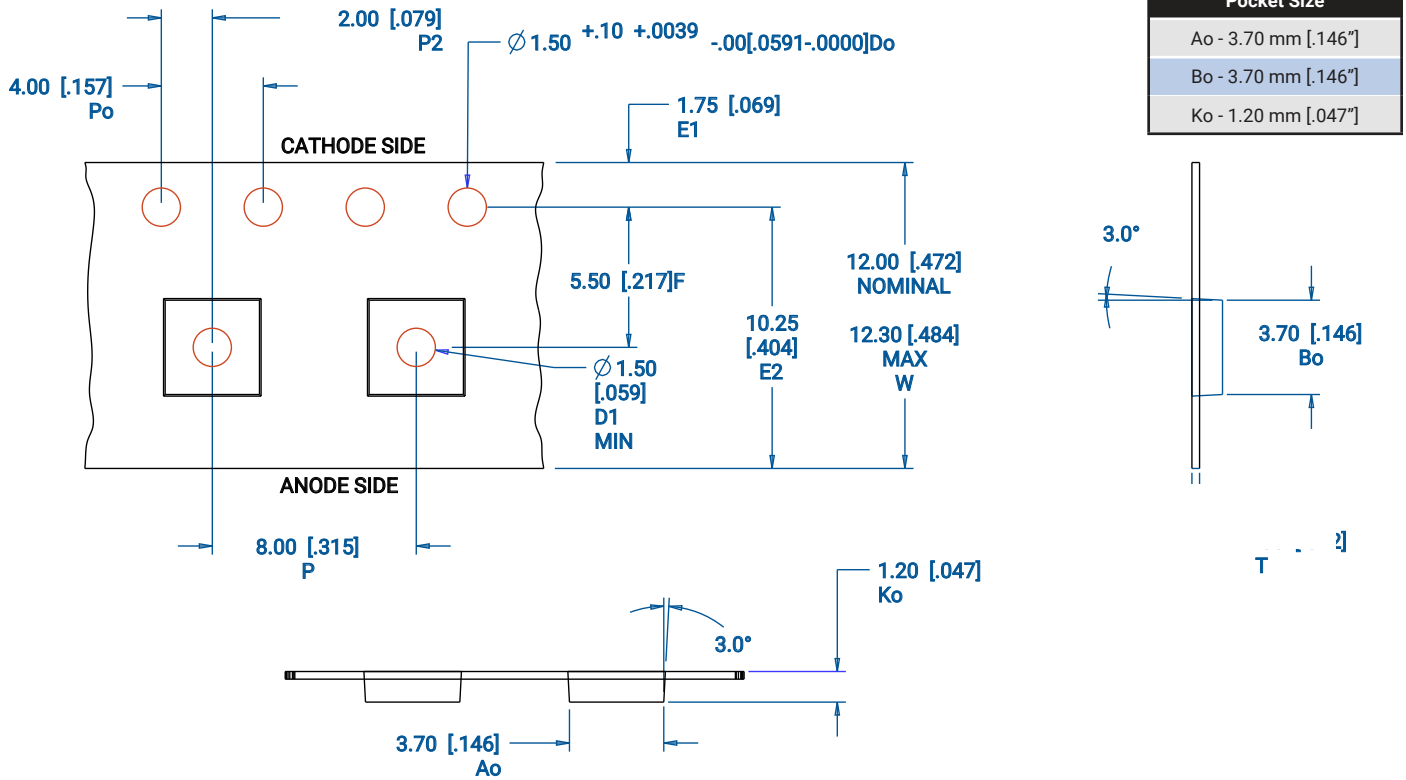 2.00 [.079]
P2
∅1.50 +.10 +.0039 -.00[.0591-.0000]Do
Pocket Size
Ao - 3.70 mm [.146”]
Bo - 3.70 mm [.146”]
Ko - 1.20 mm [.047”]
4.00 [.157]
Po
1.75 [.069]
E1
CATHODE SIDE
5.50 [.217]F
10.25
[.404]
E2
12.00 [.472]
NOMINAL
12.30 [.484]
MAX
W
∅1.50
[.059]
D1
MIN
3.0°
3.70 [.146]
Bo
ANODE SIDE
8.00 [.315]
P
T
1.20 [.047]
Ko
3.0°
3.70 [.146]
Ao